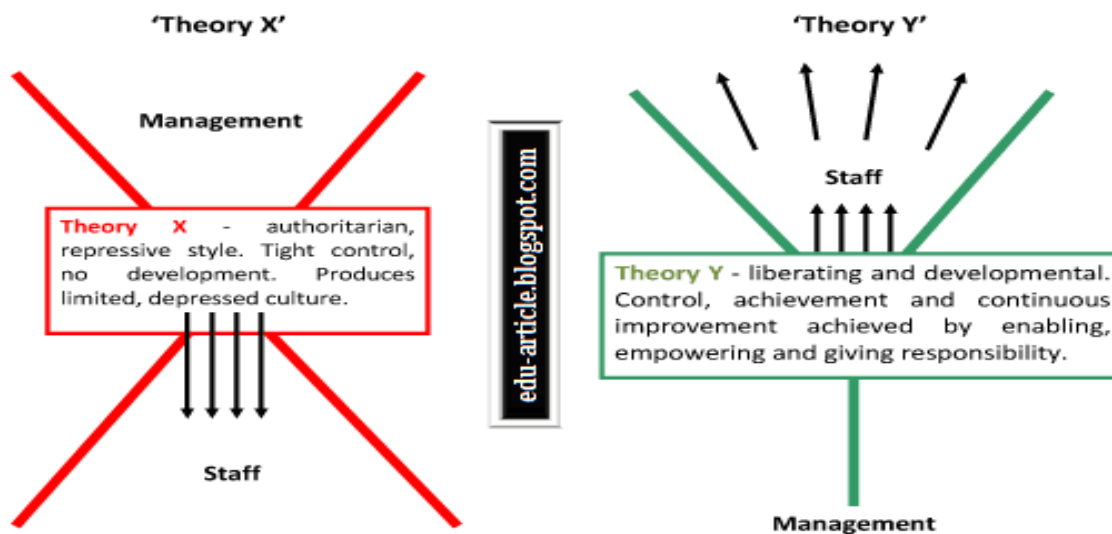 ‘Theory X’
Management
Theory X - authoritarian,
repressive style. Tight control,
no development. Produces
limited, depressed culture.
Staff
edu-article.blogspot.com
‘Theory Y’
Staff
Theory Y - liberating and developmental.
Control, achievement and continuous
improvement achieved by enabling,
empowering and giving responsibility.
Management